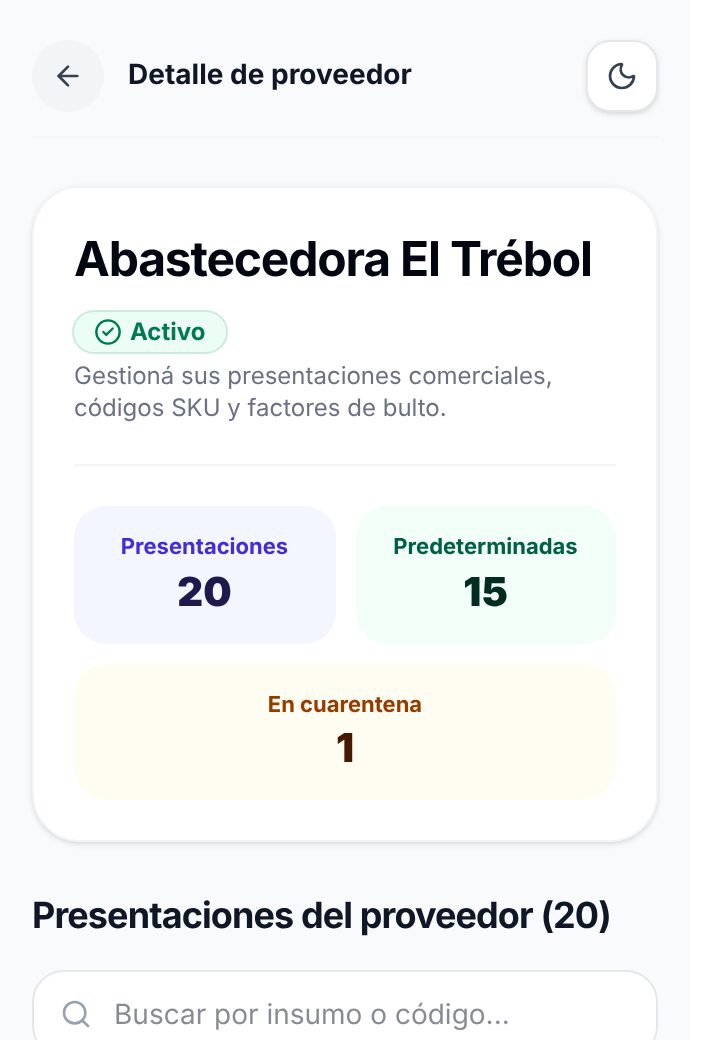 Detalle de proveedor
Abastecedora El Trébol
Activo
Gestioná sus presentaciones comerciales,
códigos SKU y factores de bulto.
Presentaciones
20
Predeterminadas
15
En cuarentena
1
Presentaciones del proveedor (20)
Buscar por insumo o código...